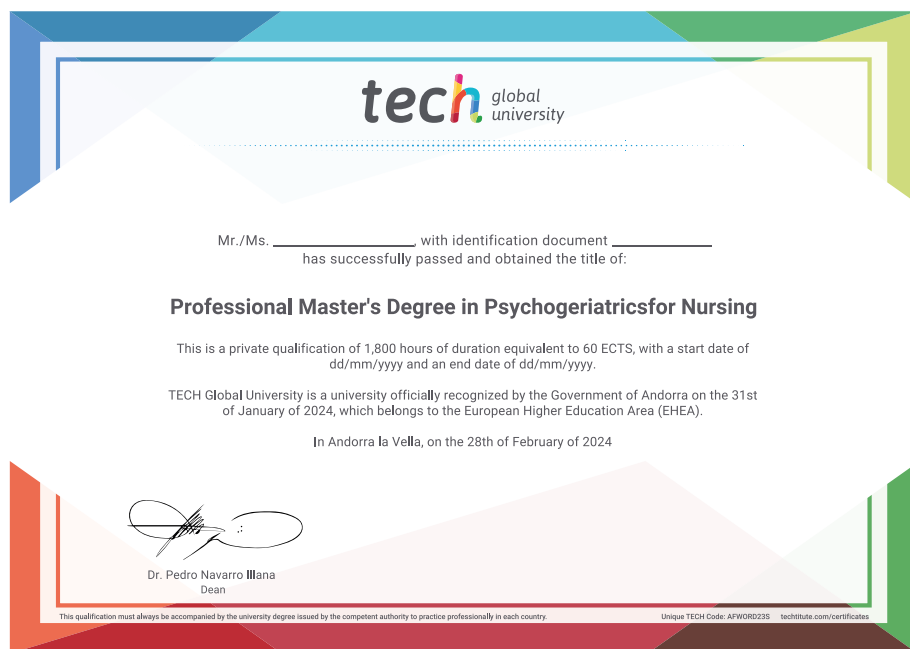 tech global university
Mr./Ms. ____________________, with identification document ______________
has successfully passed and obtained the title of:
Professional Master's Degree in Psychogeriatricsfor Nursing
This is a private qualification of 1,800 hours of duration equivalent to 60 ECTS, with a start date of
dd/mm/yyyy and an end date of dd/mm/yyyy.
TECH Global University is a university officially recognized by the Government of Andorra on the 31st
of January of 2024, which belongs to the European Higher Education Area (EHEA).
In Andorra la Vella, on the 28th of February of 2024
Dr. Pedro Navarro Illana
Dean
This qualification must always be accompanied by the university degree issued by the competent authority to practice professionally in each country. Unique TECH Code: AFWORD23S techtitute.com/certificates